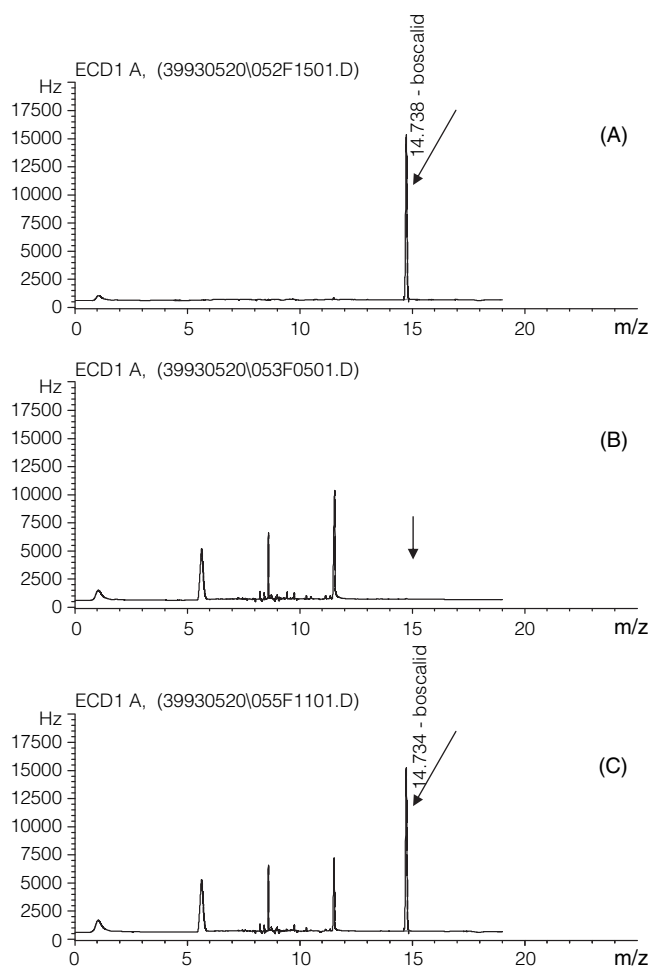 ECD1 A, (39930520\052F1501.D)
Hz
17500
15000
12500
10000
7500
5000
2500
0
14.738 - boscalid
(A)
0 5 10 15 20 m/z
ECD1 A, (39930520\053F0501.D)
Hz
17500
15000
12500
10000
7500
5000
2500
0
(B)
0 5 10 15 20 m/z
ECD1 A, (39930520\055F1101.D)
Hz
17500
15000
12500
10000
7500
5000
2500
0
14.734 - boscalid
(C)
0 5 10 15 20 m/z